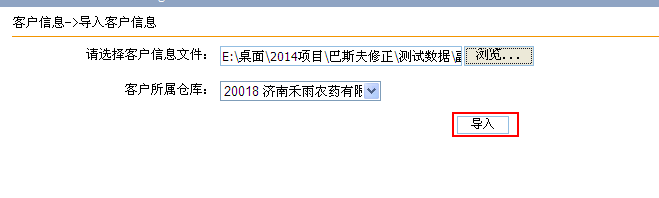 客户信息->导入客户信息
请选择客户信息文件： E:\桌面\2014项目\巴斯夫修正\测试数据\ 浏览...
客户所属仓库： 20018 济南禾雨农药有限
导入